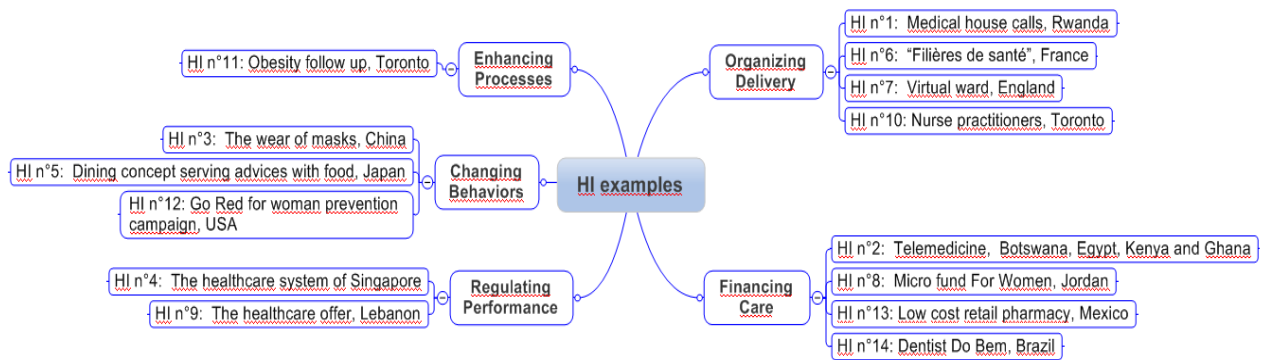 HI examples
Enhancing
Processes
HI n°11: Obesity follow up, Toronto
Changing
Behaviors
HI n°3:  The wear of masks, China
HI n°5:  Dining concept serving advices with food, Japan
HI n°12: Go Red for woman prevention
campaign, USA
Regulating
Performance
HI n°4:  The healthcare system of Singapore
HI n°9:  The healthcare offer, Lebanon
Organizing
Delivery
HI n°1:  Medical house calls, Rwanda
HI n°6:  “Filières de santé”, France
HI n°7:  Virtual ward, England
HI n°10: Nurse practitioners, Toronto
Financing
Care
HI n°2:  Telemedicine,  Botswana, Egypt, Kenya and Ghana
HI n°8:  Micro fund For Women, Jordan
HI n°13: Low cost retail pharmacy, Mexico
HI n°14: Dentist Do Bem, Brazil